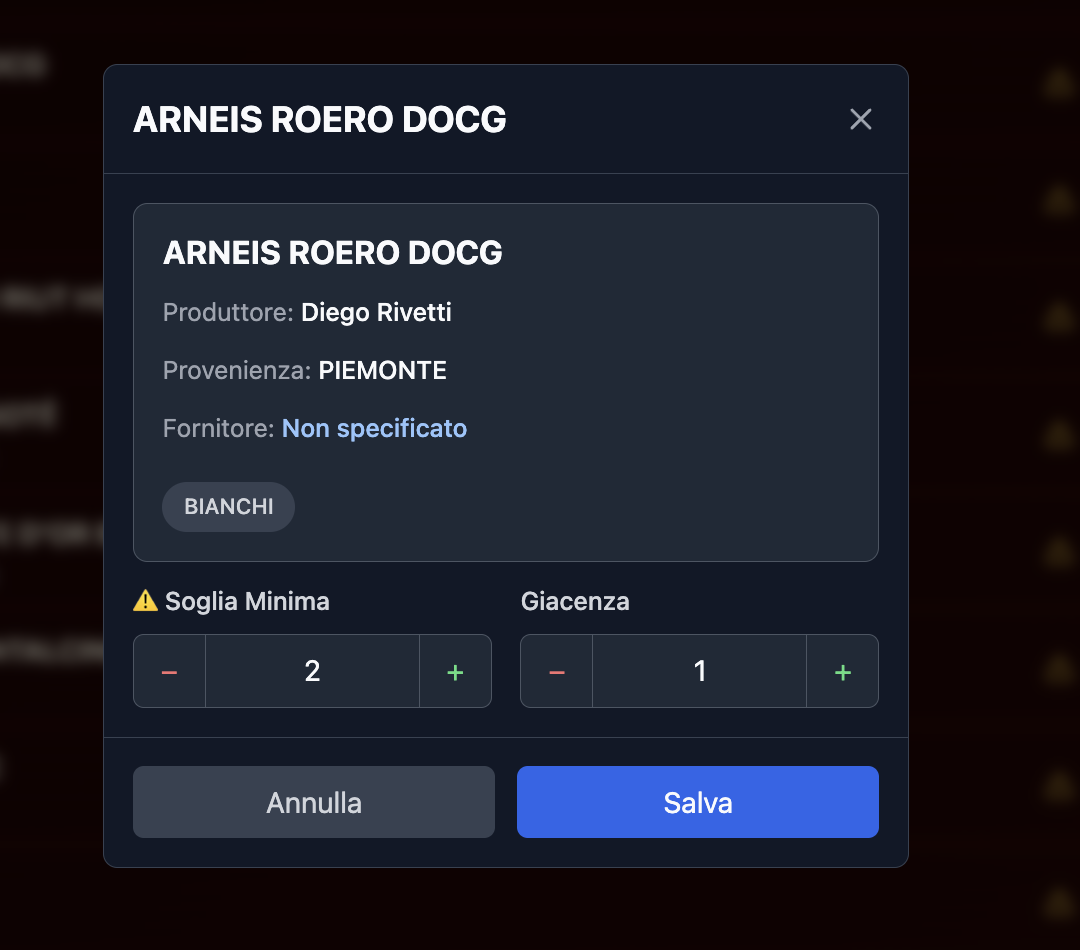 ARNEIS ROERO DOCG
ARNEIS ROERO DOCG
Produttore: Diego Rivetti
Provenienza: PIEMONTE
Fornitore: Non specificato
BIANCHI
⚠️ Soglia Minima
Giacenza
− 2 +
− 1 +
Annulla
Salva